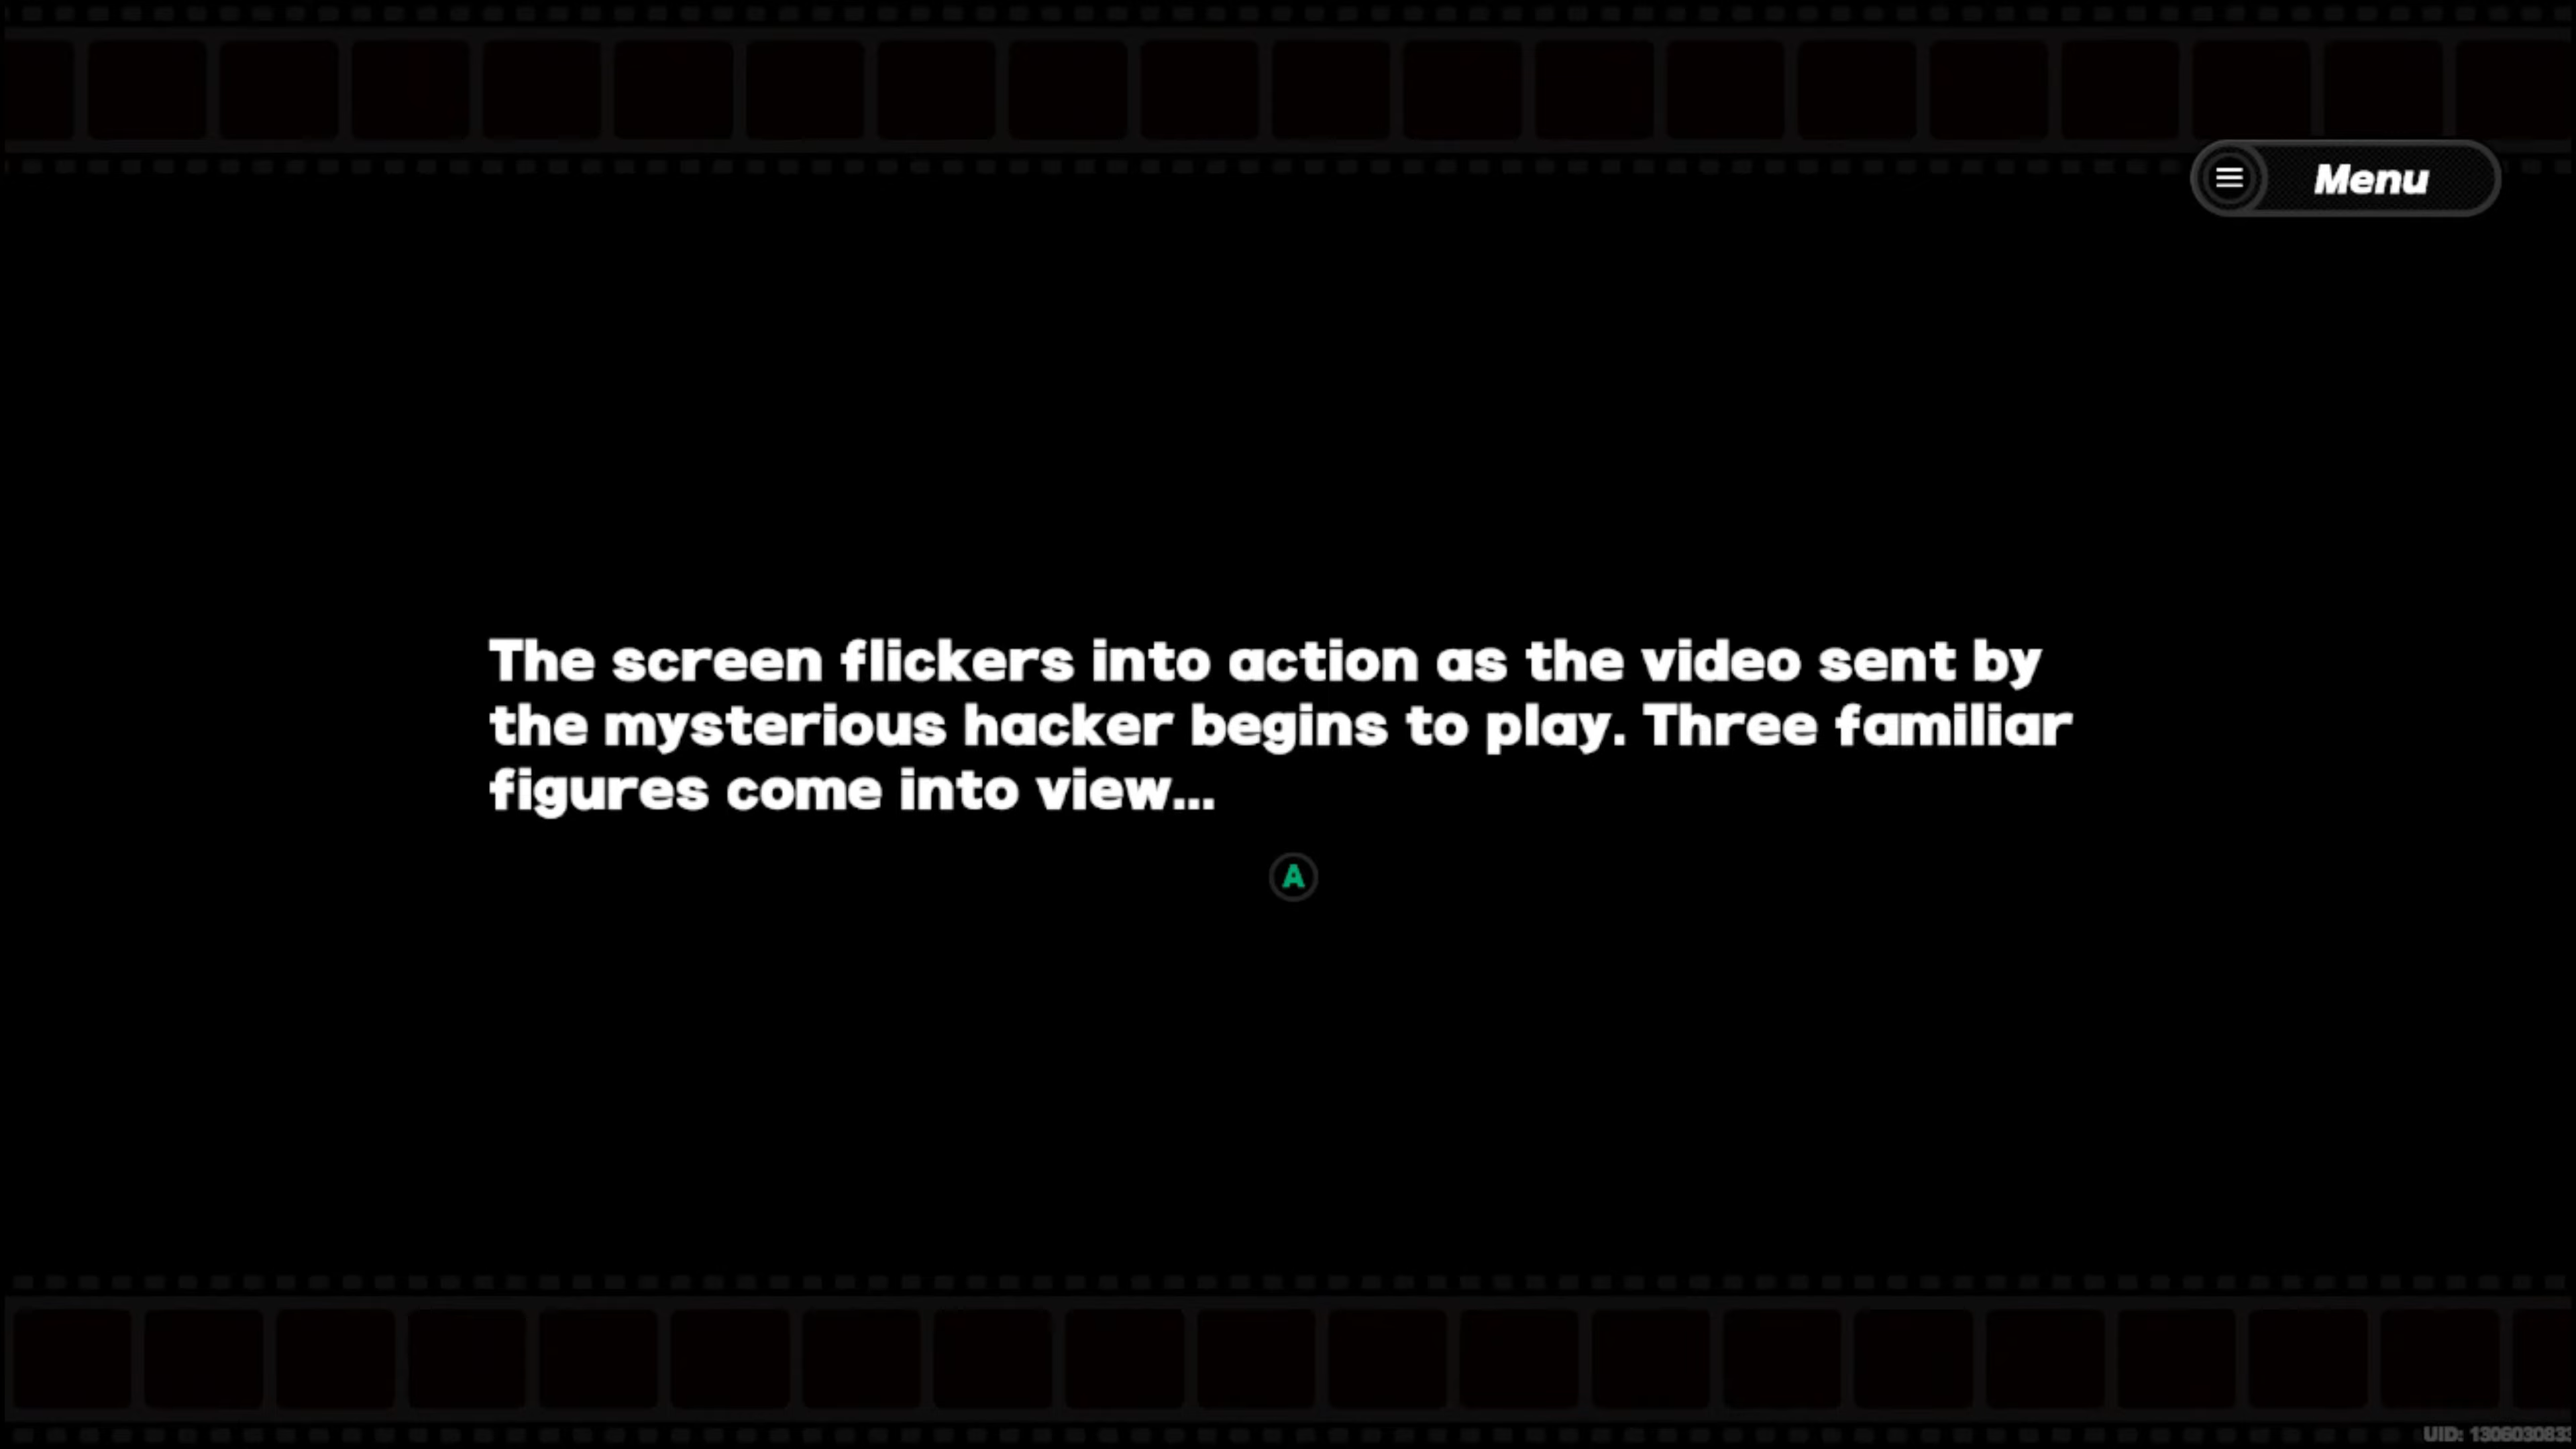 Menu
The screen flickers into action as the video sent by
the mysterious hacker begins to play. Three familiar
figures come into view...
A